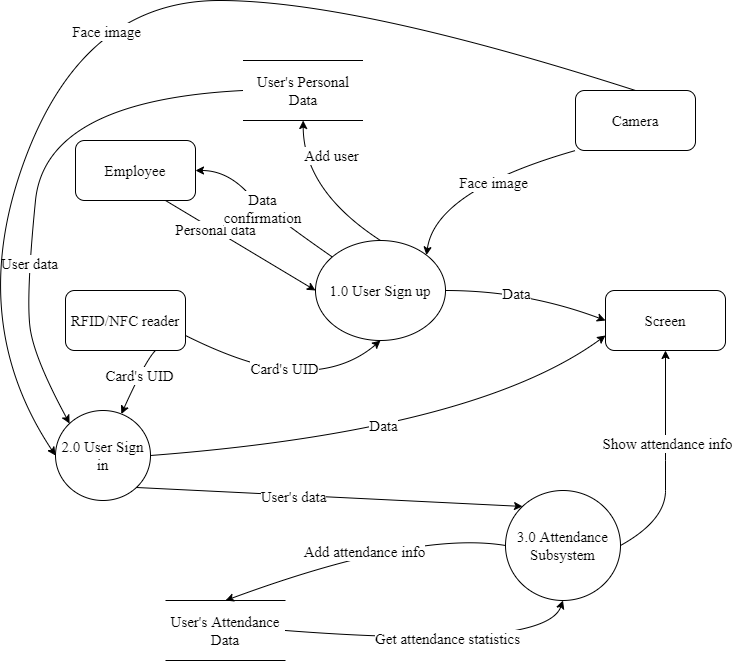 Face image
User's Personal
Data
Camera
Add user
Employee
Face image
Data
confirmation
Personal data
User data
1.0 User Sign up
Data
RFID/NFC reader
Screen
Card's UID
Card's UID
Data
2.0 User Sign
in
Show attendance info
User's data
3.0 Attendance
Subsystem
Add attendance info
User's Attendance
Data
Get attendance statistics